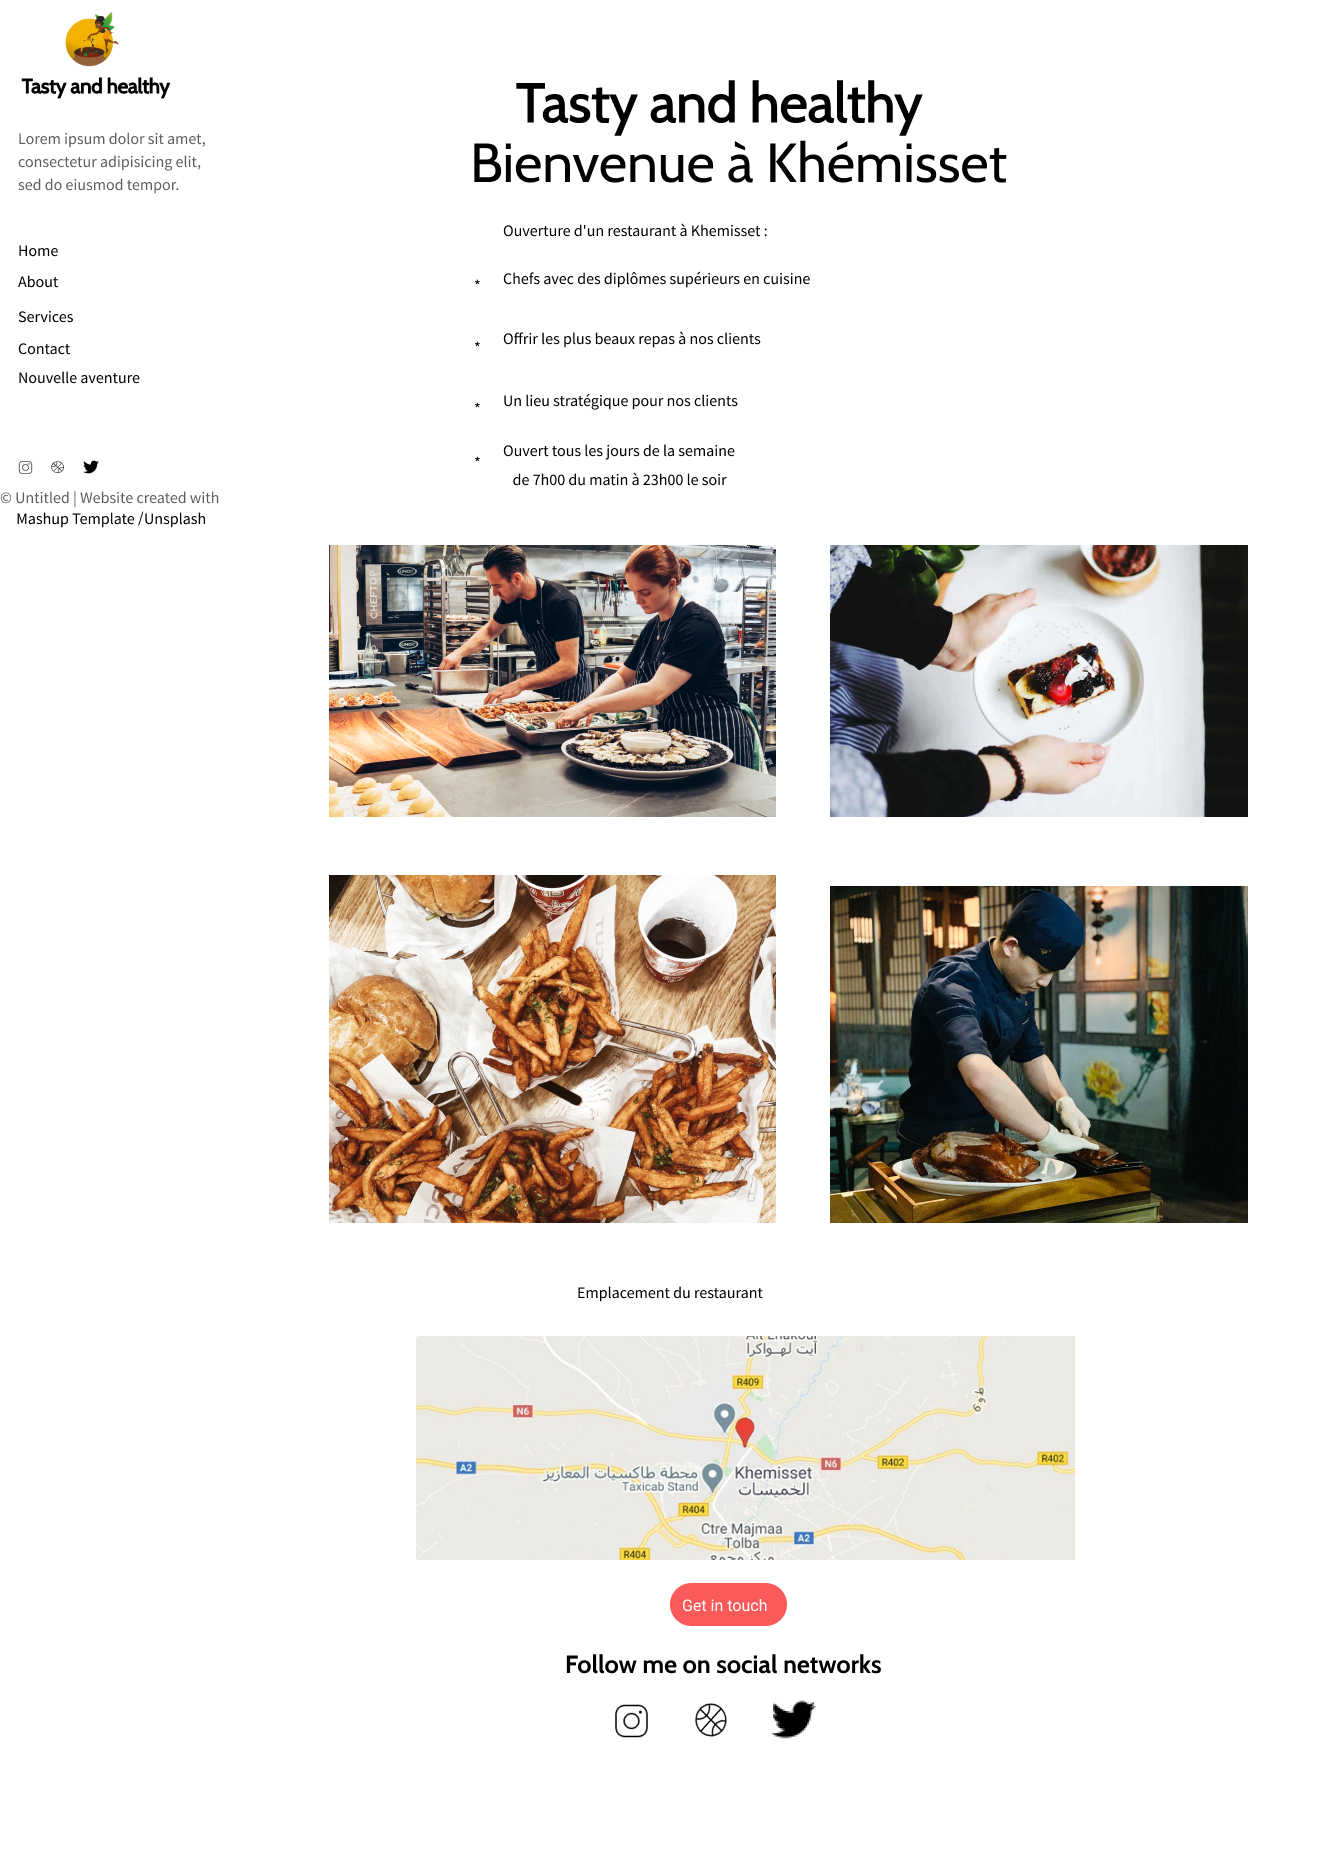 Tasty and healthy
Lorem ipsum dolor sit amet,
consectetur adipisicing elit,
sed do eiusmod tempor.
Home
About
Services
Contact
Nouvelle aventure
© Untitled | Website created with
Mashup Template /Unsplash
Tasty and healthy
Bienvenue à Khémisset
Ouverture d'un restaurant à Khemisset :
* Chefs avec des diplômes supérieurs en cuisine
* Offrir les plus beaux repas à nos clients
* Un lieu stratégique pour nos clients
* Ouvert tous les jours de la semaine
de 7h00 du matin à 23h00 le soir
CHEFTOP
UNOX
UNOX
Emplacement du restaurant
آيت لهواكرا
R409
N6
A2
محطة طاكسيات المعازيز
Taxicab Stand
Khemisset
الخميسات
N6
R402
R402
R404
Ctre Majmaa
Tolba
A2
R404
Get in touch
Follow me on social networks